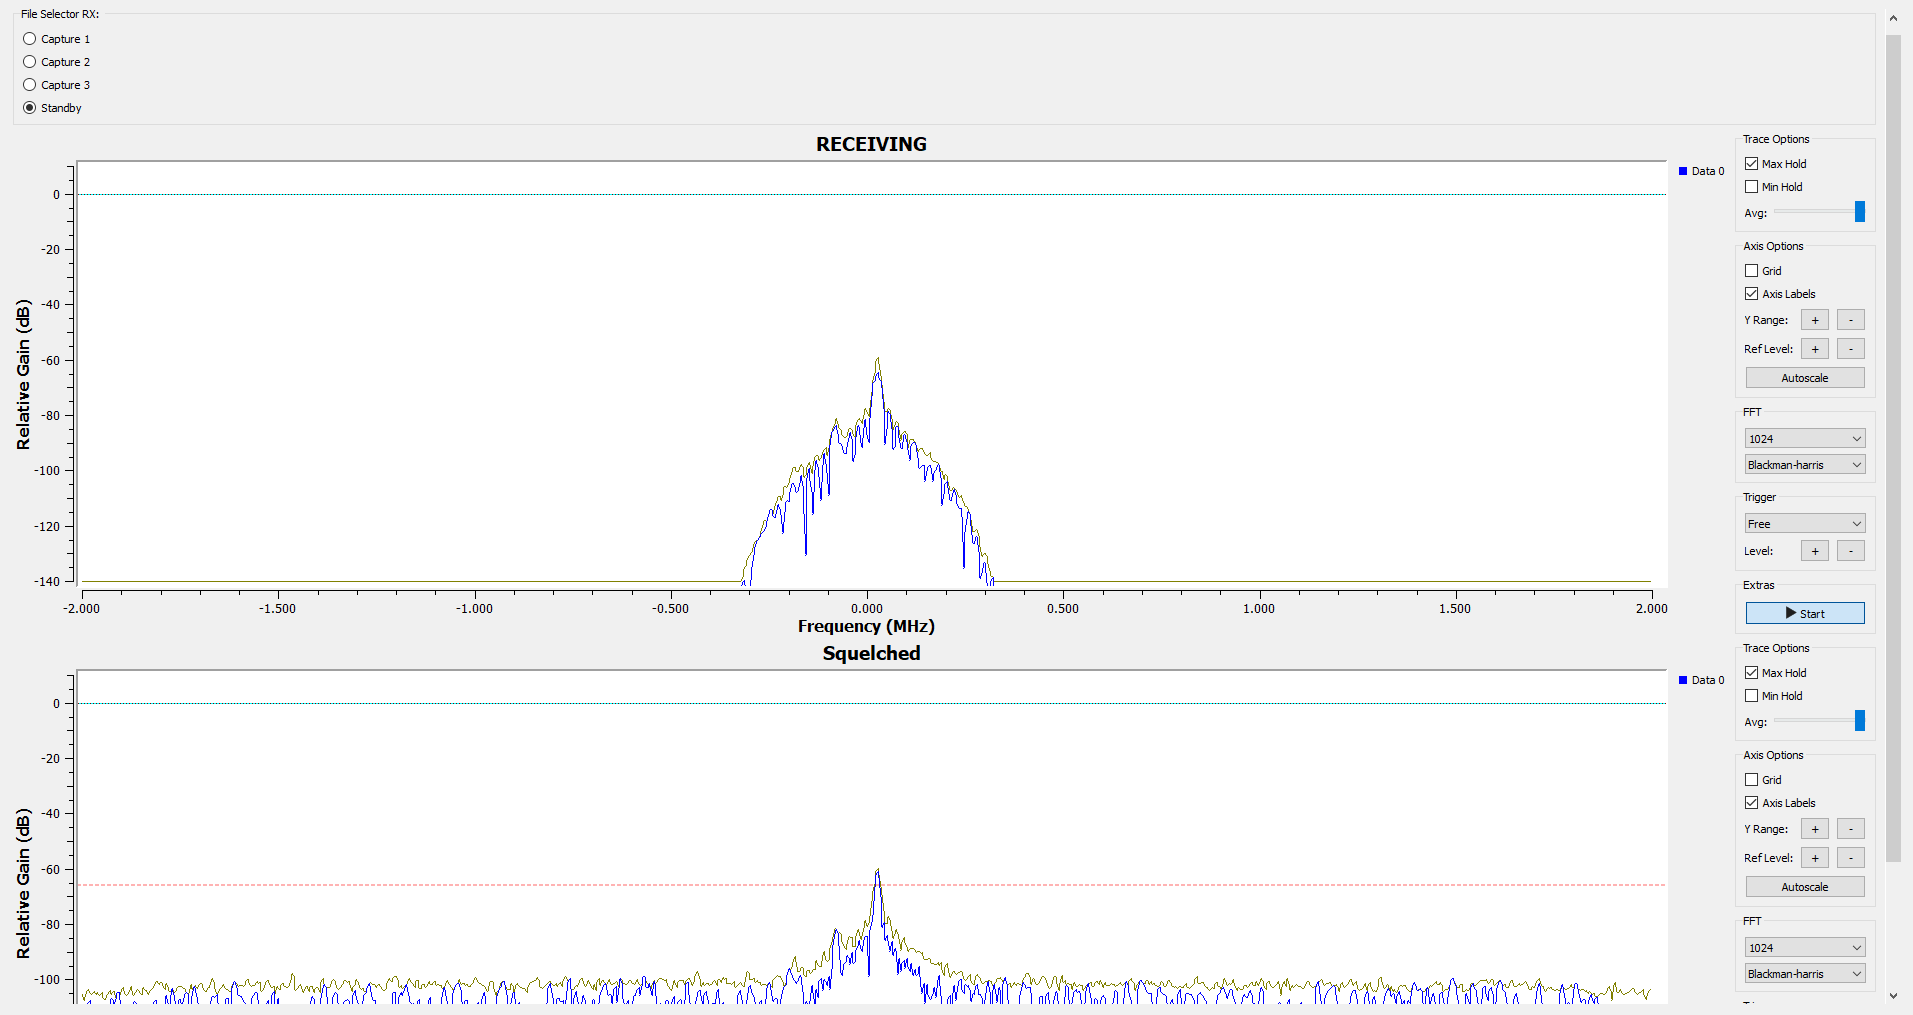 File Selector RX:
Capture 1
Capture 2
Capture 3
Standby
RECEIVING
Relative Gain (dB)
0
-20
-40
-60
-80
-100
-120
-140
-2.000 -1.500 -1.000 -0.500 0.000 0.500 1.000 1.500 2.000
Frequency (MHz)
Data 0
Trace Options
Max Hold
Min Hold
Avg:
Axis Options
Grid
Axis Labels
Y Range: + -
Ref Level: + -
Autoscale
FFT
1024
Blackman-harris
Trigger
Free
Level: + -
Extras
Start
Squelched
Relative Gain (dB)
0
-20
-40
-60
-80
-100
Data 0
Trace Options
Max Hold
Min Hold
Avg:
Axis Options
Grid
Axis Labels
Y Range: + -
Ref Level: + -
Autoscale
FFT
1024
Blackman-harris